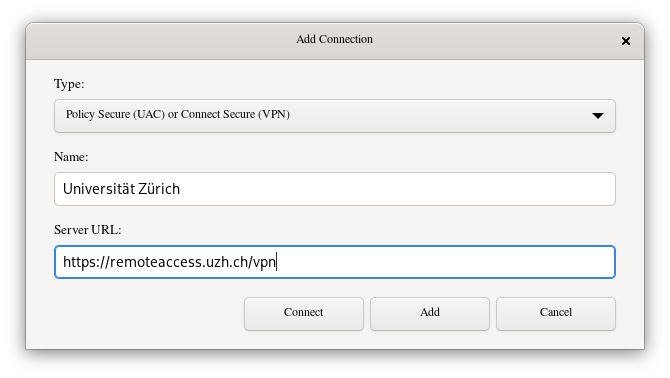 Add Connection
Type:
Policy Secure (UAC) or Connect Secure (VPN)
Name:
Universität Zürich
Server URL:
https://remoteaccess.uzh.ch/vpn
Connect Add Cancel